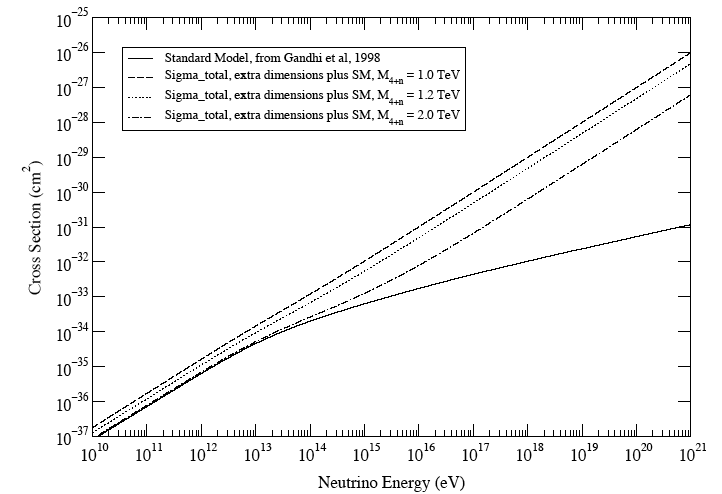 10⁻²⁵
10⁻²⁶
10⁻²⁷
10⁻²⁸
10⁻²⁹
10⁻³⁰
10⁻³¹
10⁻³²
10⁻³³
10⁻³⁴
10⁻³⁵
10⁻³⁶
10⁻³⁷
Cross Section (cm²)
Standard Model, from Gandhi et al, 1998
Sigma_total, extra dimensions plus SM, M₄₊ₙ = 1.0 TeV
Sigma_total, extra dimensions plus SM, M₄₊ₙ = 1.2 TeV
Sigma_total, extra dimensions plus SM, M₄₊ₙ = 2.0 TeV
10¹⁰ 10¹¹ 10¹² 10¹³ 10¹⁴ 10¹⁵ 10¹⁶ 10¹⁷ 10¹⁸ 10¹⁹ 10²⁰ 10²¹
Neutrino Energy (eV)